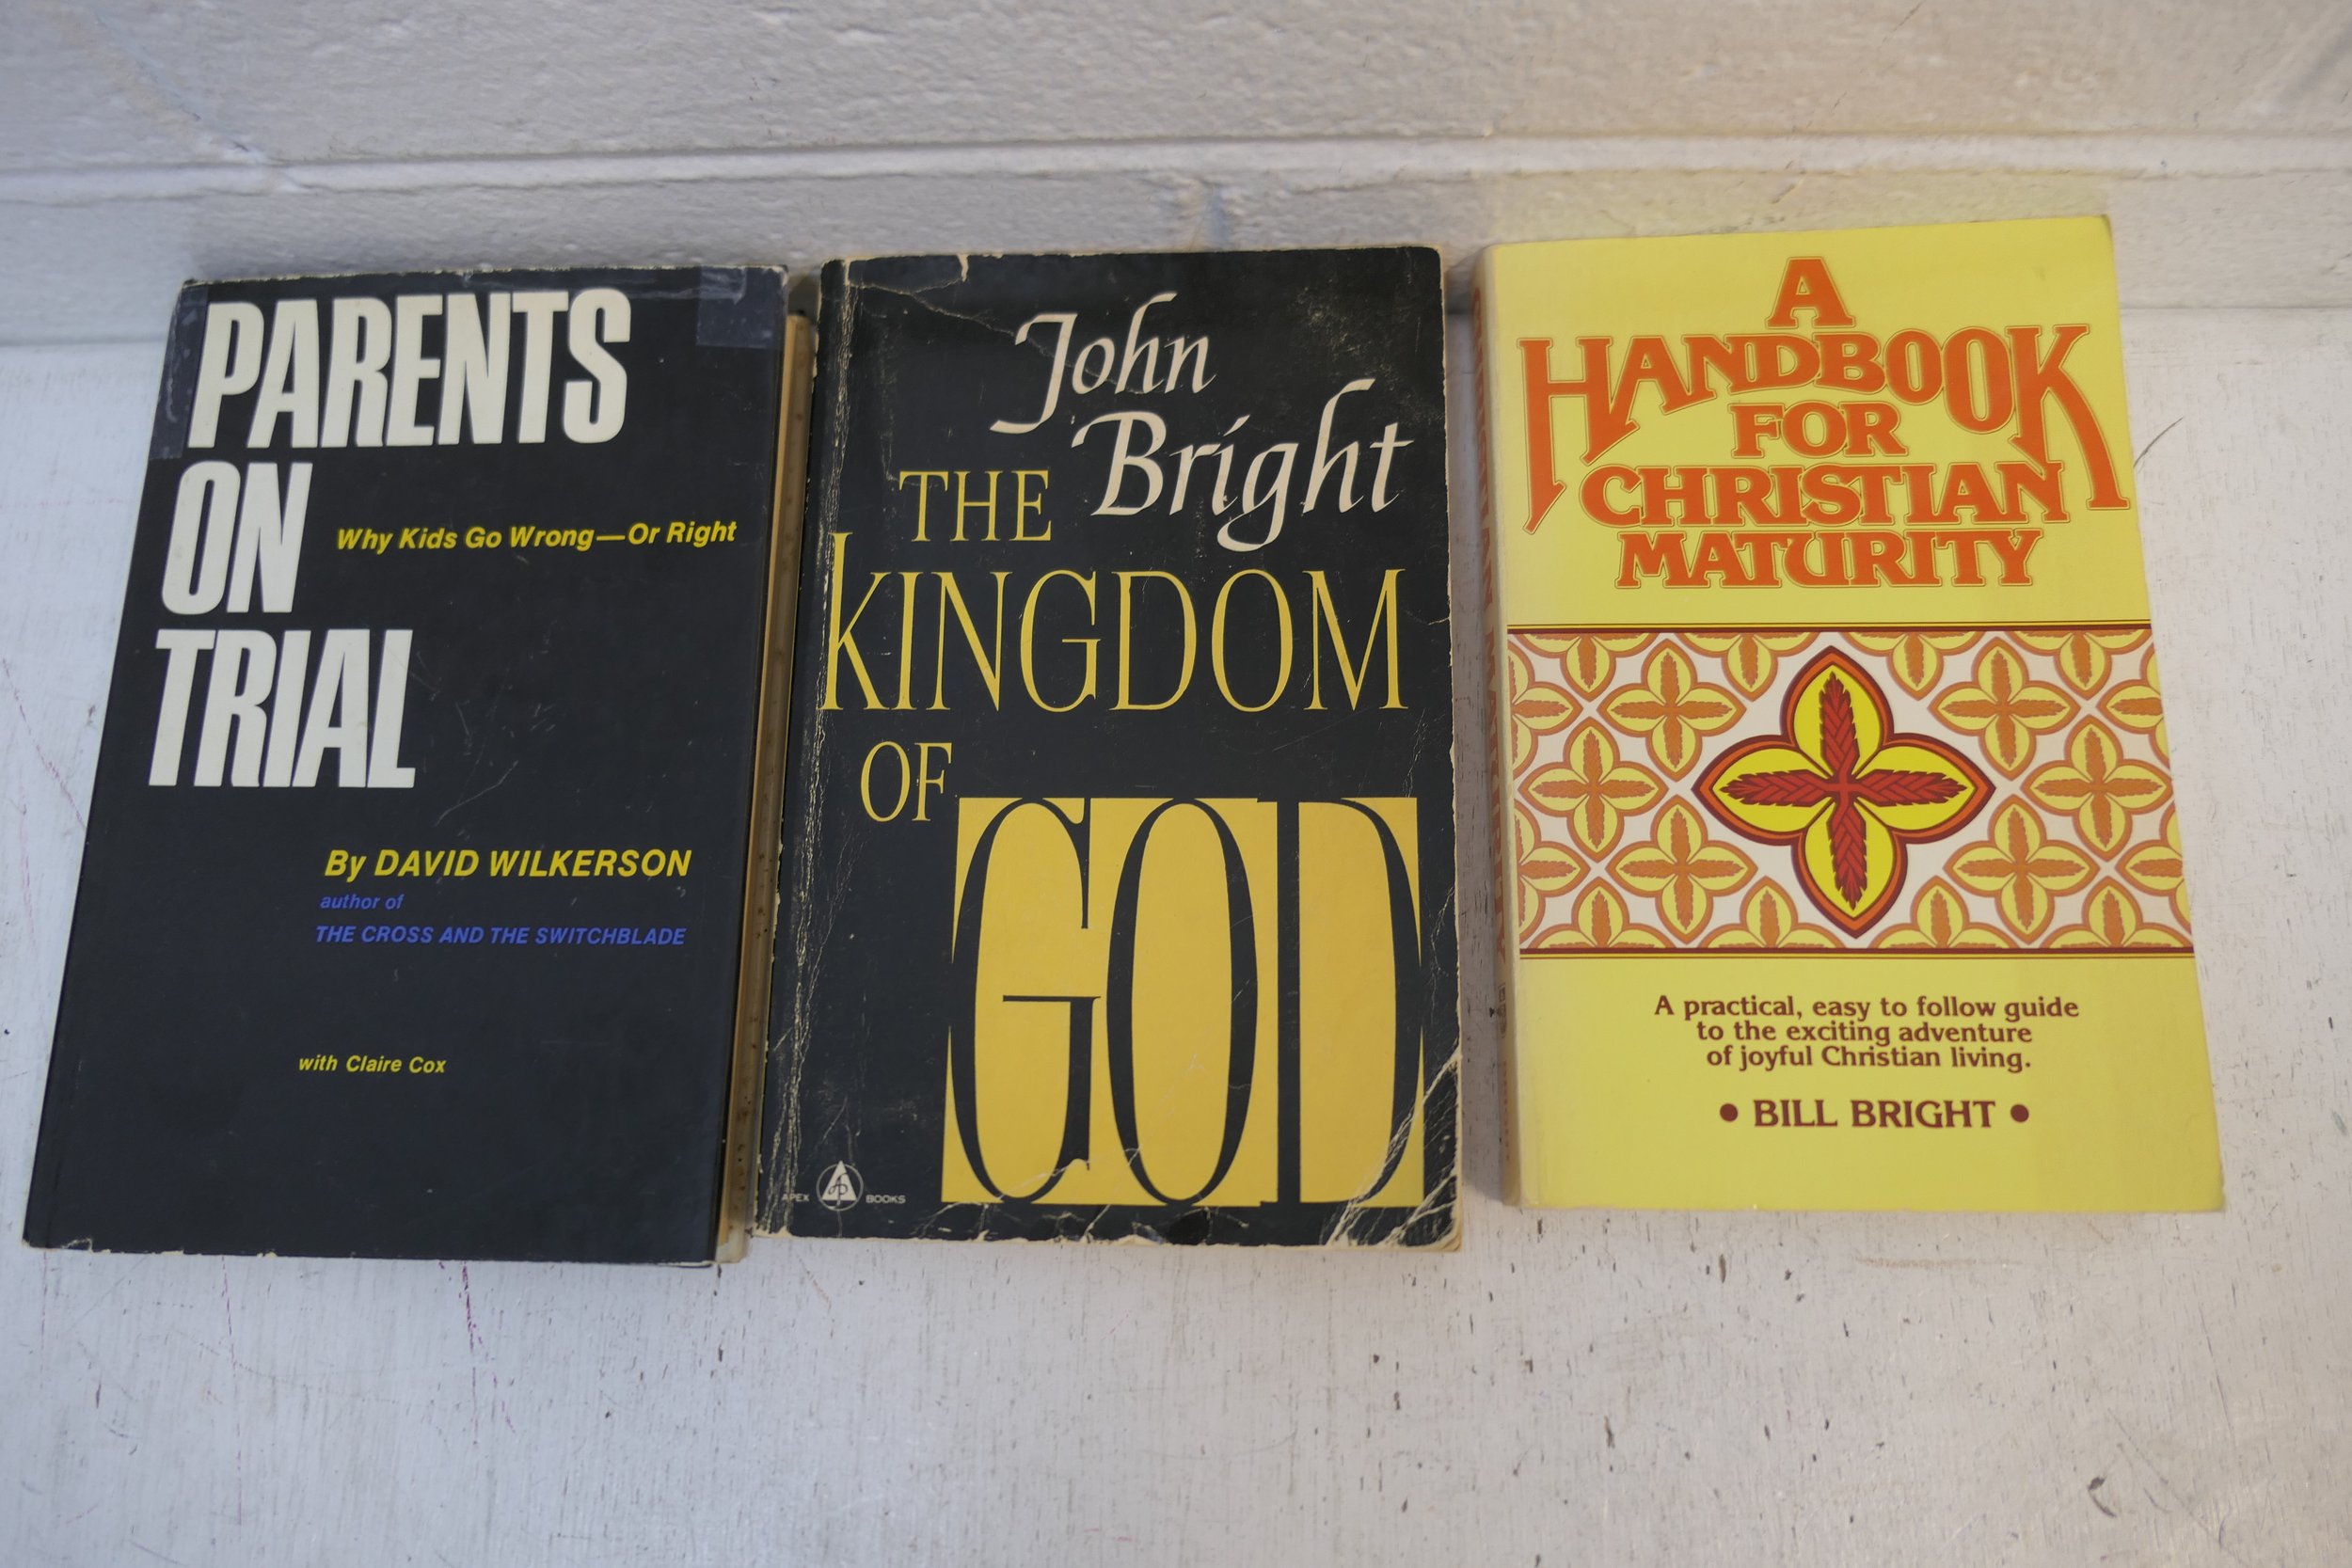 PARENTS
ON
TRIAL
Why Kids Go Wrong—Or Right
By DAVID WILKERSON
author of
THE CROSS AND THE SWITCHBLADE
with Claire Cox
John
Bright
THE
KINGDOM
OF
GOD
APEX BOOKS
A
HANDBOOK
FOR
CHRISTIAN
MATURITY
A practical, easy to follow guide
to the exciting adventure
of joyful Christian living.
• BILL BRIGHT •